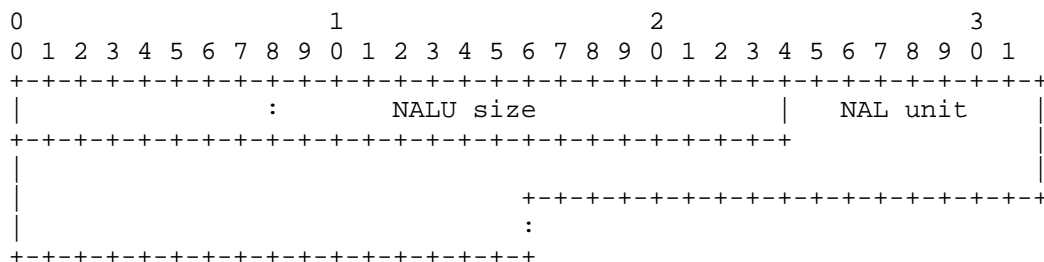 0                   1                   2                   3
0 1 2 3 4 5 6 7 8 9 0 1 2 3 4 5 6 7 8 9 0 1 2 3 4 5 6 7 8 9 0 1
+-+-+-+-+-+-+-+-+-+-+-+-+-+-+-+-+-+-+-+-+-+-+-+-+-+-+-+-+-+-+-+-+
|               :       NALU size               |   NAL unit    |
+-+-+-+-+-+-+-+-+-+-+-+-+-+-+-+-+-+-+-+-+-+-+-+-+               |
|                                                               |
|                               +-+-+-+-+-+-+-+-+-+-+-+-+-+-+-+-+
|                               :
+-+-+-+-+-+-+-+-+-+-+-+-+-+-+-+-+